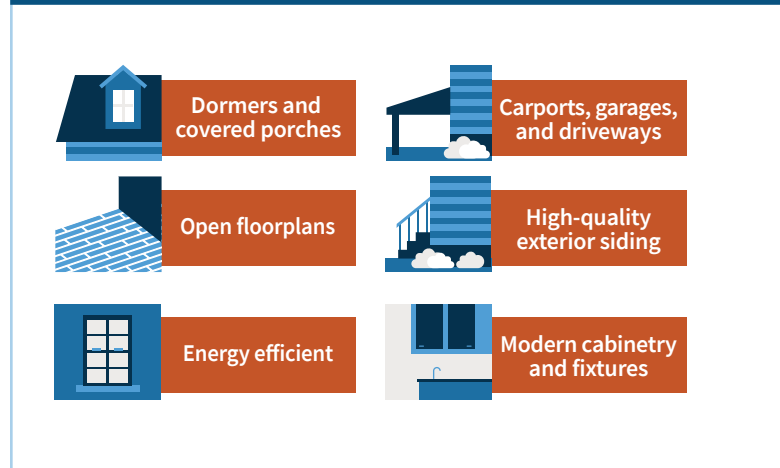 Dormers and
covered porches
Carports, garages,
and driveways
Open floorplans
High-quality
exterior siding
Energy efficient
Modern cabinetry
and fixtures